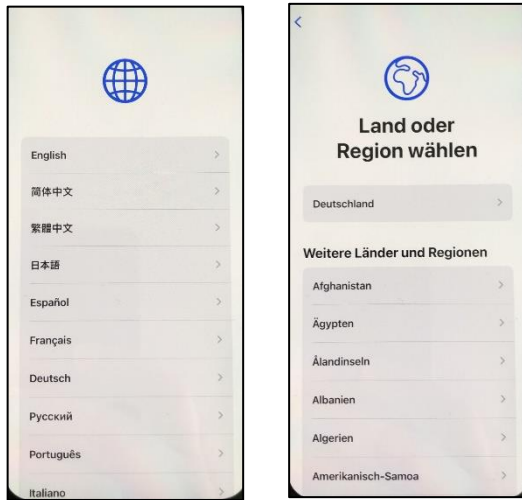 English
简体中文
繁體中文
日本語
Español
Français
Deutsch
Русский
Português
Italiano
Land oder
Region wählen
Deutschland
Weitere Länder und Regionen
Afghanistan
Ägypten
Ålandinseln
Albanien
Algerien
Amerikanisch-Samoa